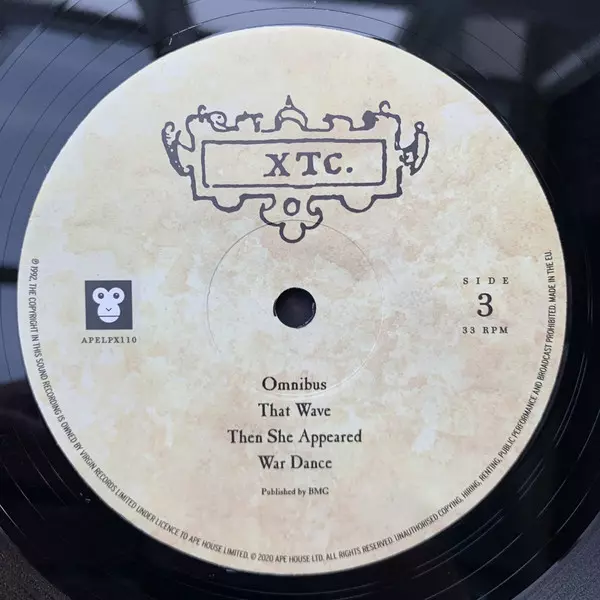 XTC.
APELPX110
SIDE
3
33 RPM
Omnibus
That Wave
Then She Appeared
War Dance
Published by BMG
℗ 1992. THE COPYRIGHT IN THIS SOUND RECORDING IS OWNED BY VIRGIN RECORDS LIMITED UNDER LICENCE TO APE HOUSE LIMITED. © 2020 APE HOUSE LTD. ALL RIGHTS RESERVED. UNAUTHORISED COPYING, HIRING, RENTING, PUBLIC PERFORMANCE AND BROADCAST PROHIBITED. MADE IN THE EU.